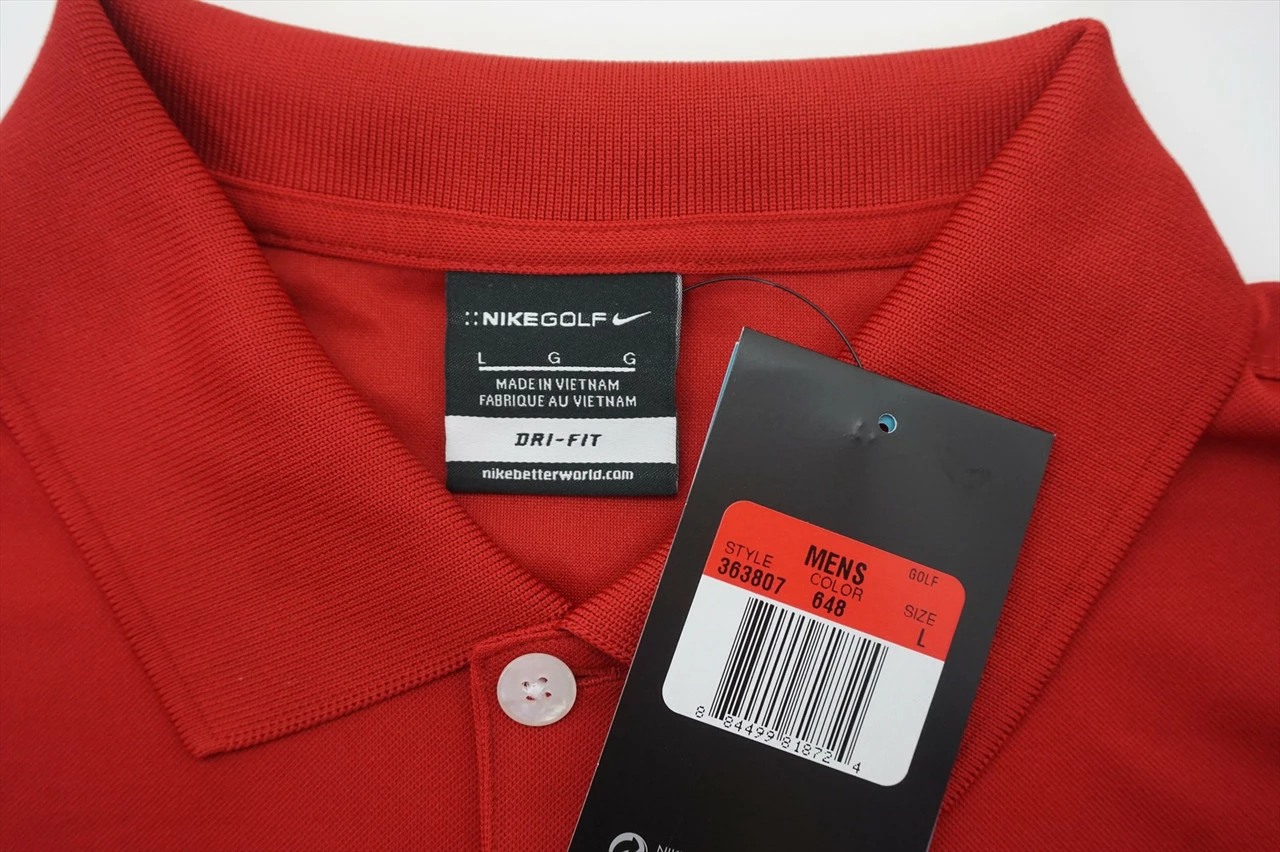 NIKEGOLF
L G G
MADE IN VIETNAM
FABRIQUE AU VIETNAM
DRI-FIT
nikebetterworld.com
STYLE
363807
MENS
COLOR
648
GOLF
SIZE
L
8 84499 81872 4